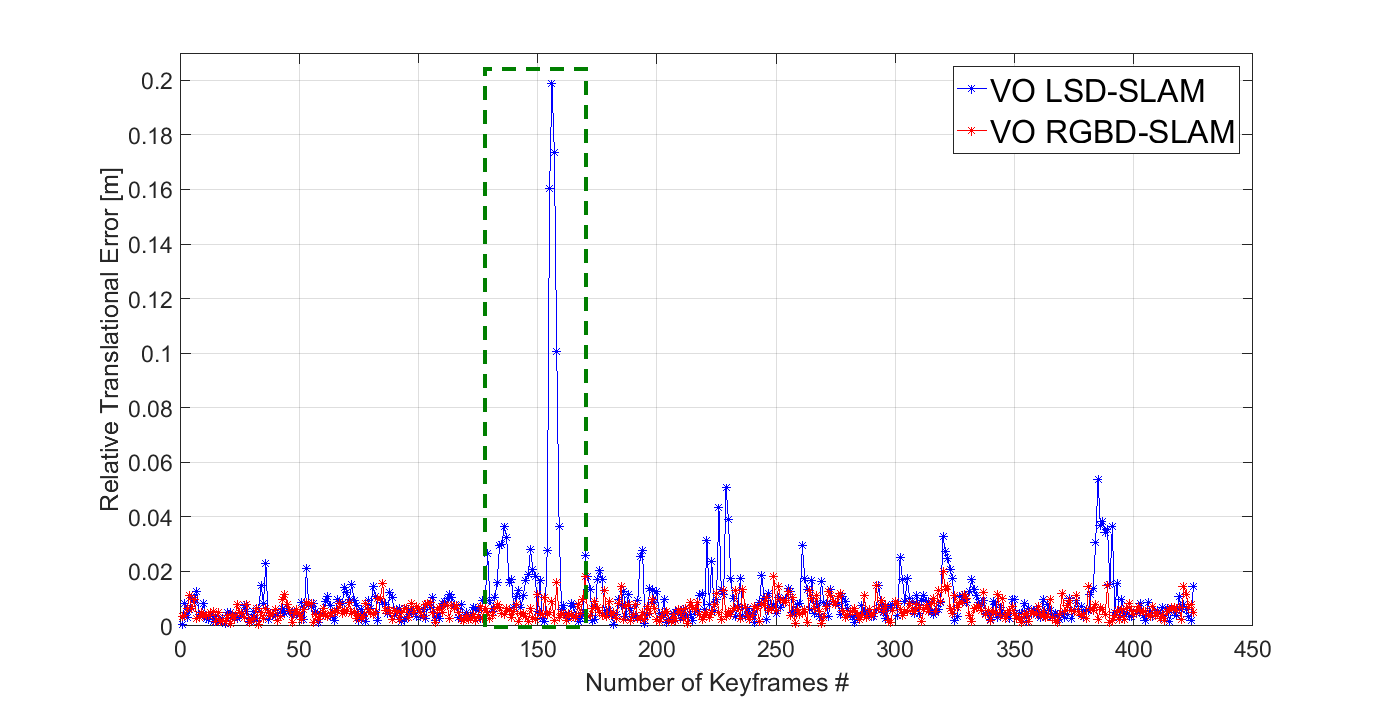 VO LSD-SLAM
VO RGBD-SLAM
Relative Translational Error [m]
0.2
0.18
0.16
0.14
0.12
0.1
0.08
0.06
0.04
0.02
0
0 50 100 150 200 250 300 350 400 450
Number of Keyframes #